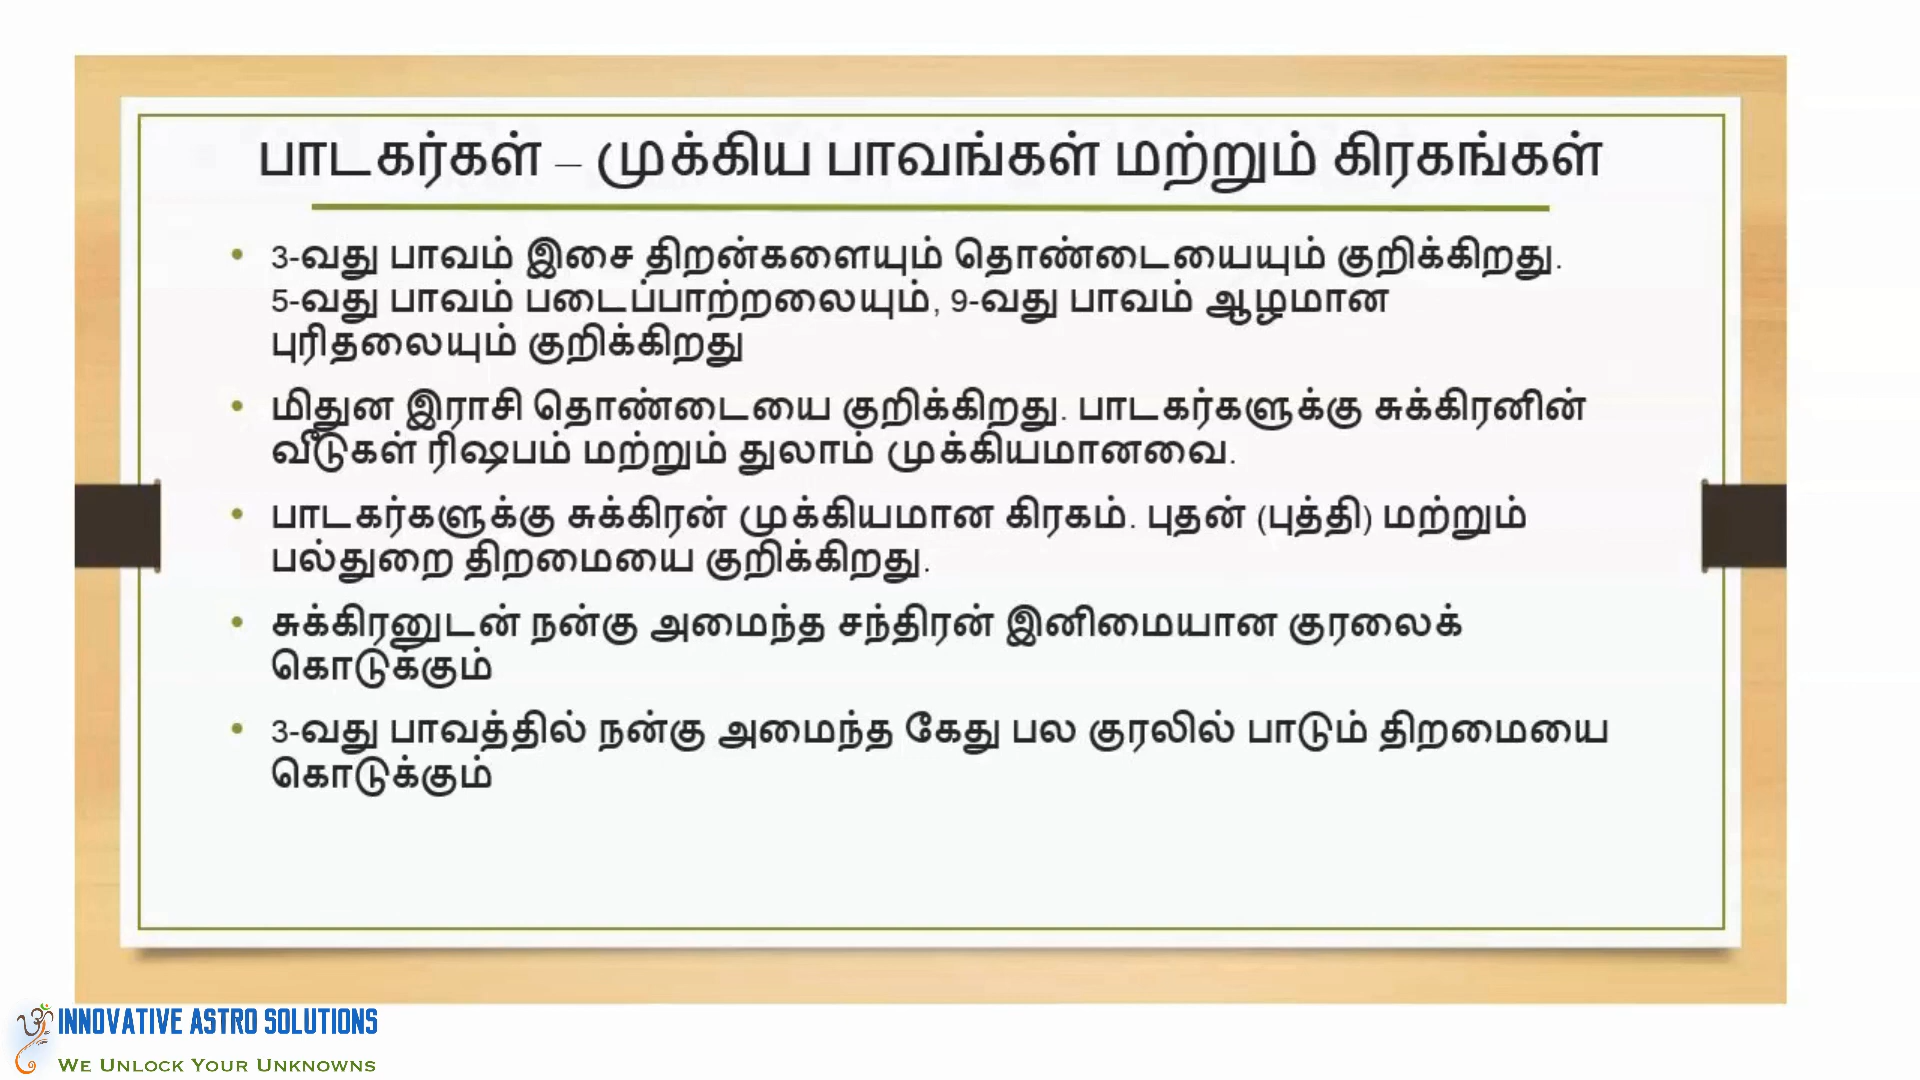 பாடகர்கள் – முக்கிய பாவங்கள் மற்றும் கிரகங்கள்
• 3-வது பாவம் இசை திறன்களையும் தொண்டையையும் குறிக்கிறது.
5-வது பாவம் படைப்பாற்றலையும், 9-வது பாவம் ஆழமான
புரிதலையும் குறிக்கிறது
• மிதுன இராசி தொண்டையை குறிக்கிறது. பாடகர்களுக்கு சுக்கிரனின்
வீடுகள் ரிஷபம் மற்றும் துலாம் முக்கியமானவை.
• பாடகர்களுக்கு சுக்கிரன் முக்கியமான கிரகம். புதன் (புத்தி) மற்றும்
பல்துறை திறமையை குறிக்கிறது.
• சுக்கிரனுடன் நன்கு அமைந்த சந்திரன் இனிமையான குரலைக்
கொடுக்கும்
• 3-வது பாவத்தில் நன்கு அமைந்த கேது பல குரலில் பாடும் திறமையை
கொடுக்கும்
INNOVATIVE ASTRO SOLUTIONS
WE UNLOCK YOUR UNKNOWNS